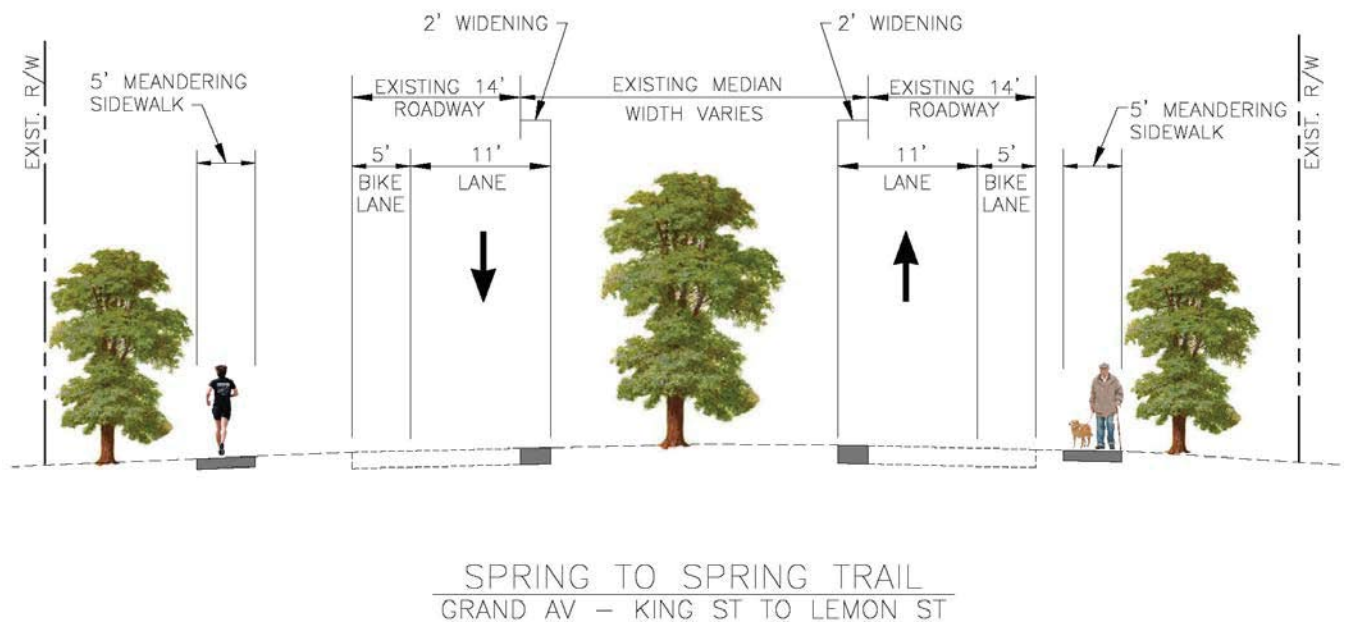 2' WIDENING
2' WIDENING
EXIST. R/W
5' MEANDERING
SIDEWALK
EXISTING 14'
ROADWAY
EXISTING MEDIAN
WIDTH VARIES
EXISTING 14'
ROADWAY
5' MEANDERING
SIDEWALK
EXIST. R/W
5'
BIKE
LANE
11'
LANE
11'
LANE
5'
BIKE
LANE
SPRING TO SPRING TRAIL
GRAND AV – KING ST TO LEMON ST